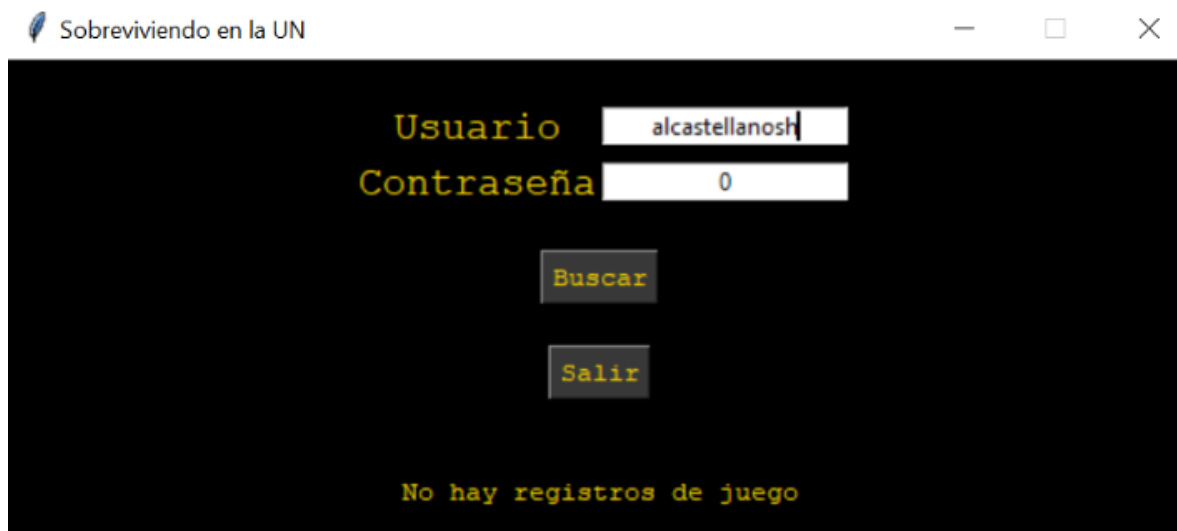 Sobreviviendo en la UN
Usuario alcastellanosh
Contraseña 0
Buscar
Salir
No hay registros de juego